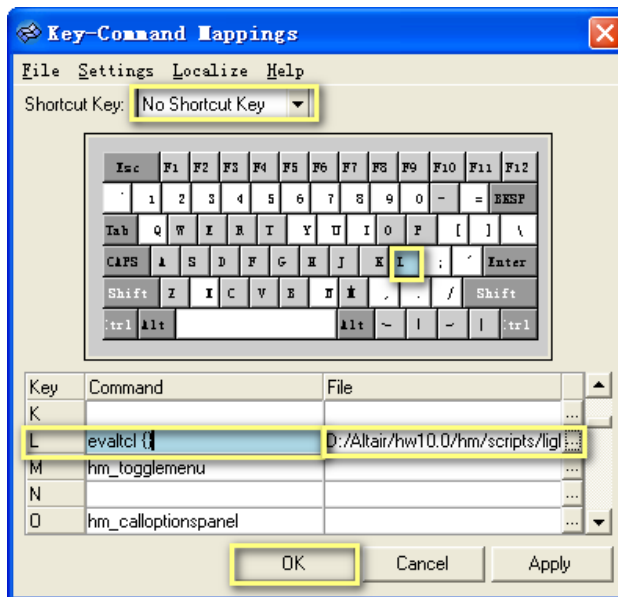 Key-Command Mappings
File Settings Localize Help
Shortcut Key: No Shortcut Key
Esc F1 F2 F3 F4 F5 F6 F7 F8 F9 F10 F11 F12
` 1 2 3 4 5 6 7 8 9 0 - = BKSP
Tab Q W E R T Y U I O P [ ] \
CAPS A S D F G H J K L ; ´ Enter
Shift Z X C V B N M , . / Shift
Ctrl Alt Alt Ctrl
Key Command File
K ...
L evaltcl {} D:/Altair/hw10.0/hm/scripts/ligl ...
M hm_togglemenu ...
N ...
O hm_calloptionspanel ...
OK Cancel Apply